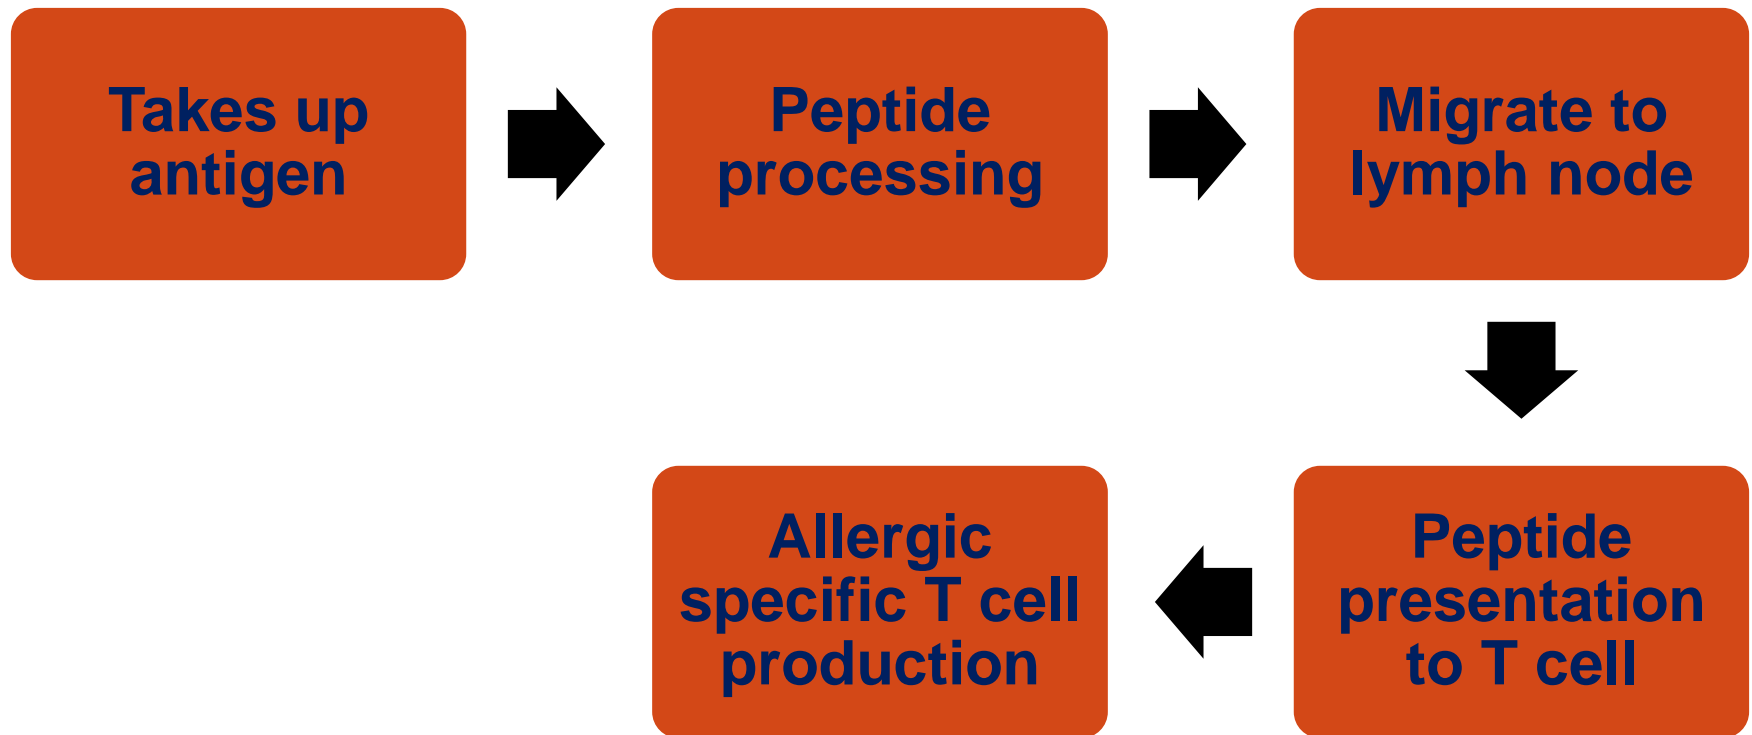 Takes up
antigen
Peptide
processing
Migrate to
lymph node
Peptide
presentation
to T cell
Allergic
specific T cell
production